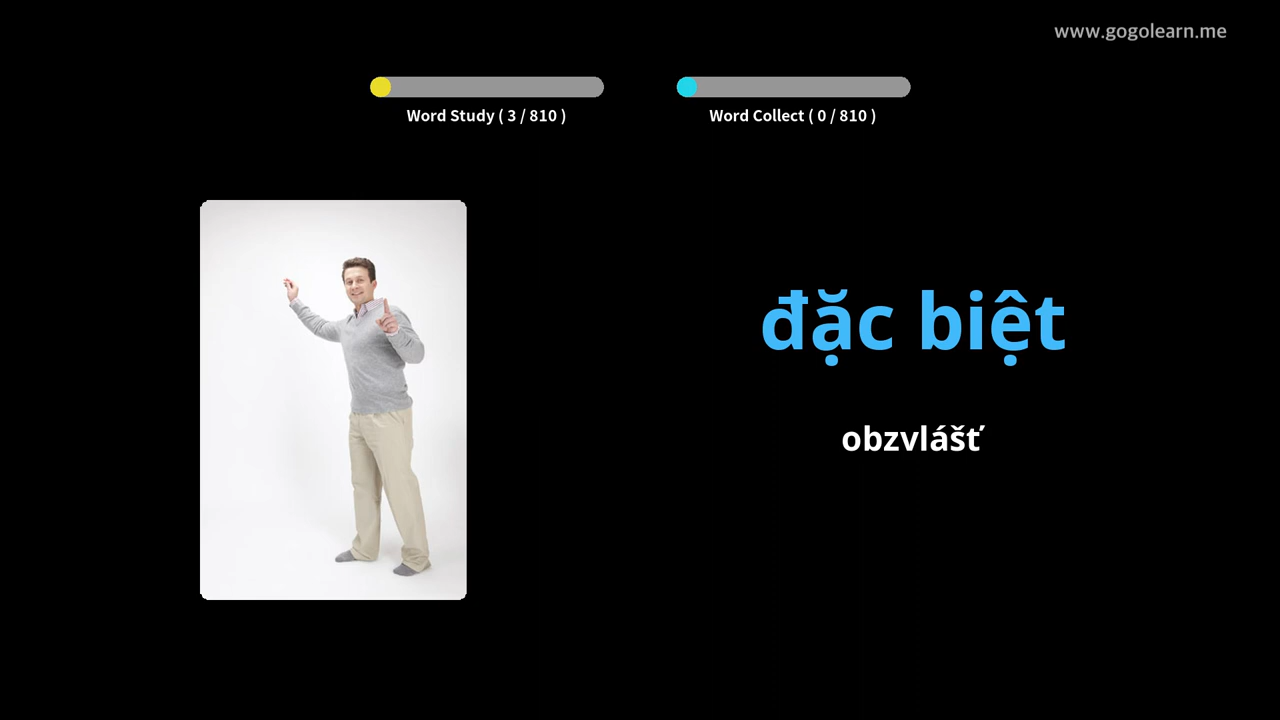 www.gogolearn.me
Word Study ( 3 / 810 )
Word Collect ( 0 / 810 )
đặc biệt
obzvlášť